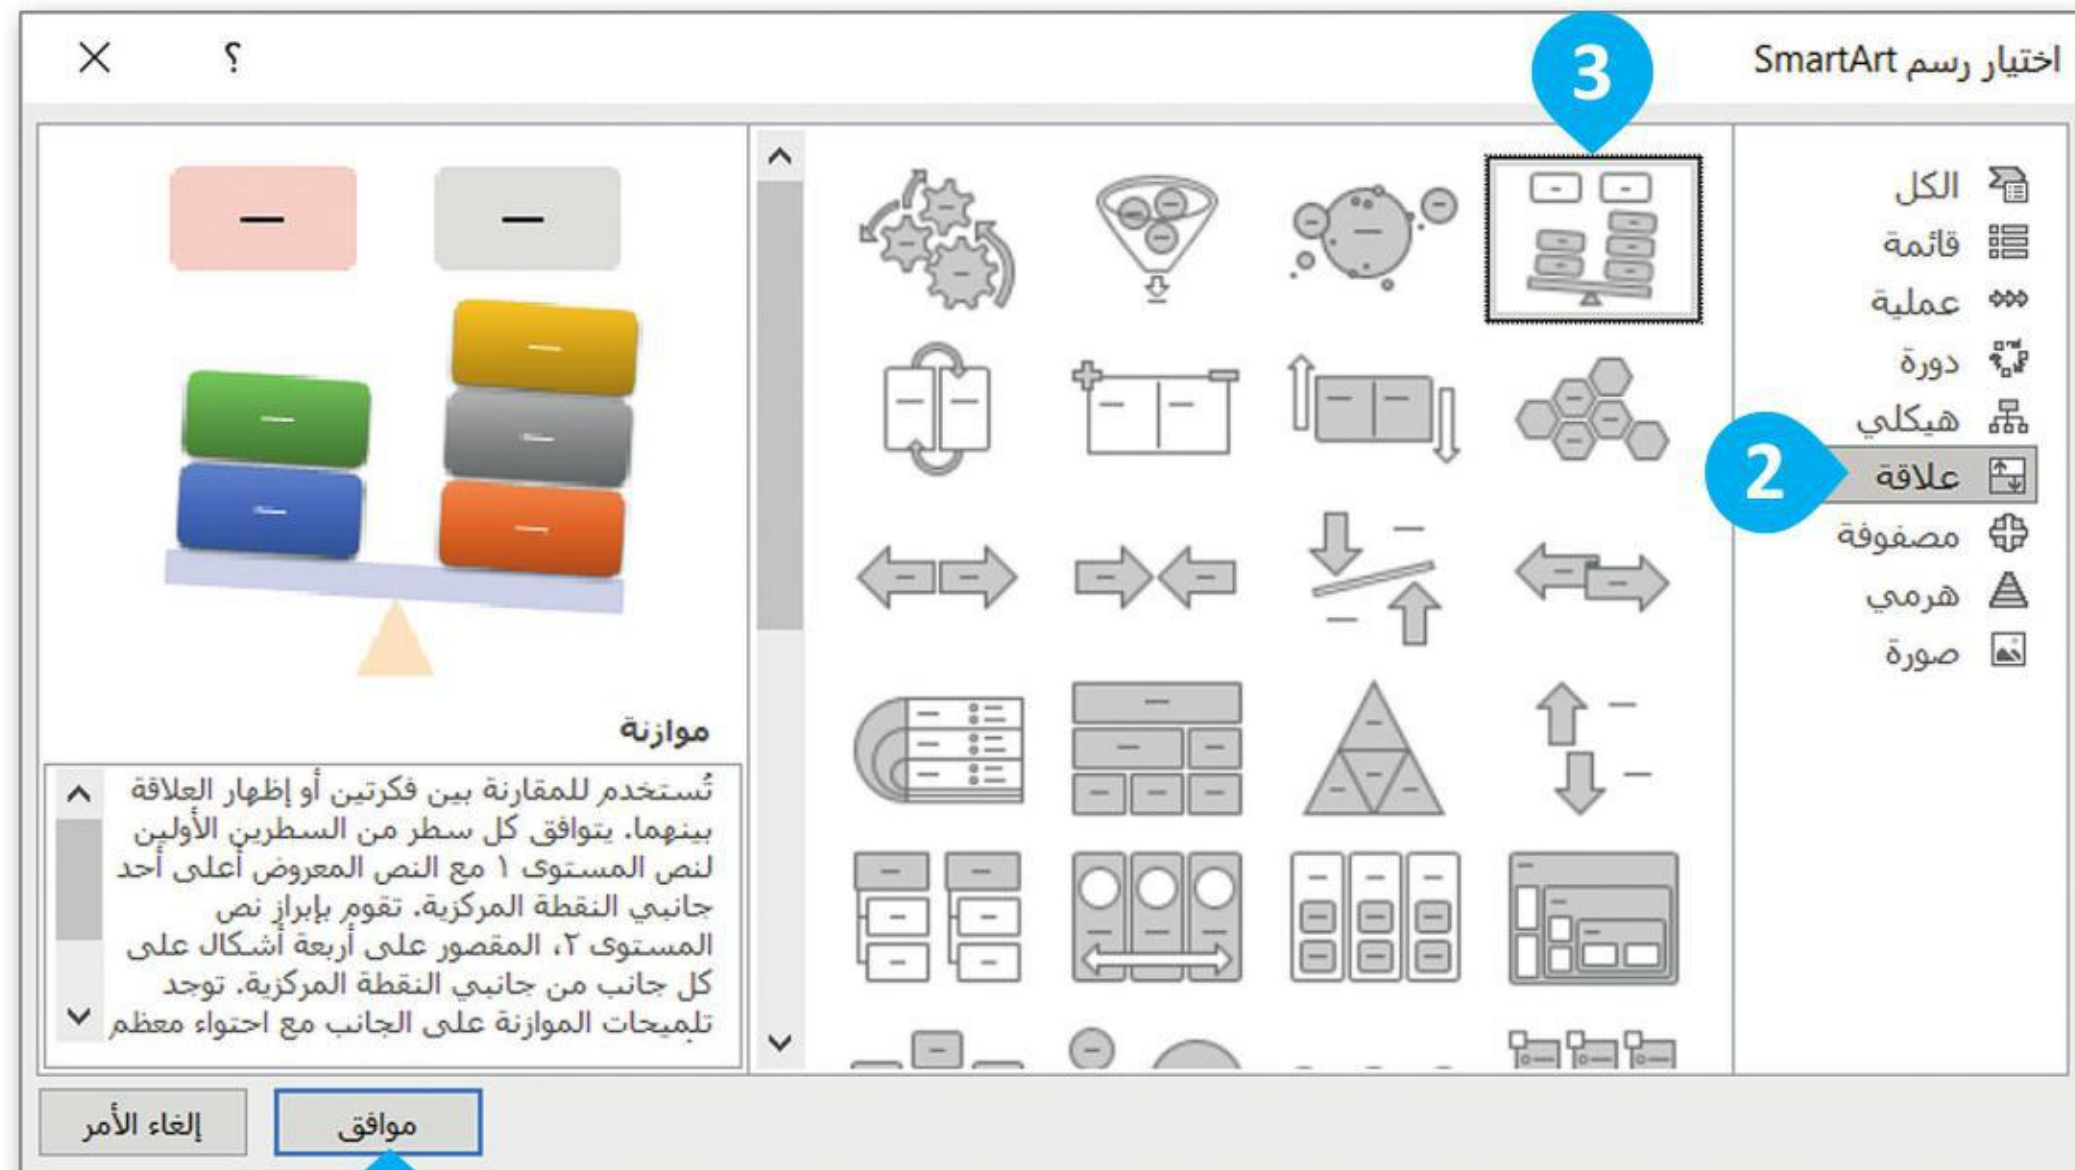 اختيار رسم SmartArt
؟
3
الكل
قائمة
عملية
دورة
هيكلي
علاقة
2
مصفوفة
هرمي
صورة
موازنة
تُستخدم للمقارنة بين فكرتين أو إظهار العلاقة
بينهما. يتوافق كل سطر من السطرين الأولين
لنص المستوى ١ مع النص المعروض أعلى أحد
جانبي النقطة المركزية. تقوم بإبراز نص
المستوى ٢، المقصور على أربعة أشكال على
كل جانب من جانبي النقطة المركزية. توجد
تلميحات الموازنة على الجانب مع احتواء معظم
موافق
إلغاء الأمر